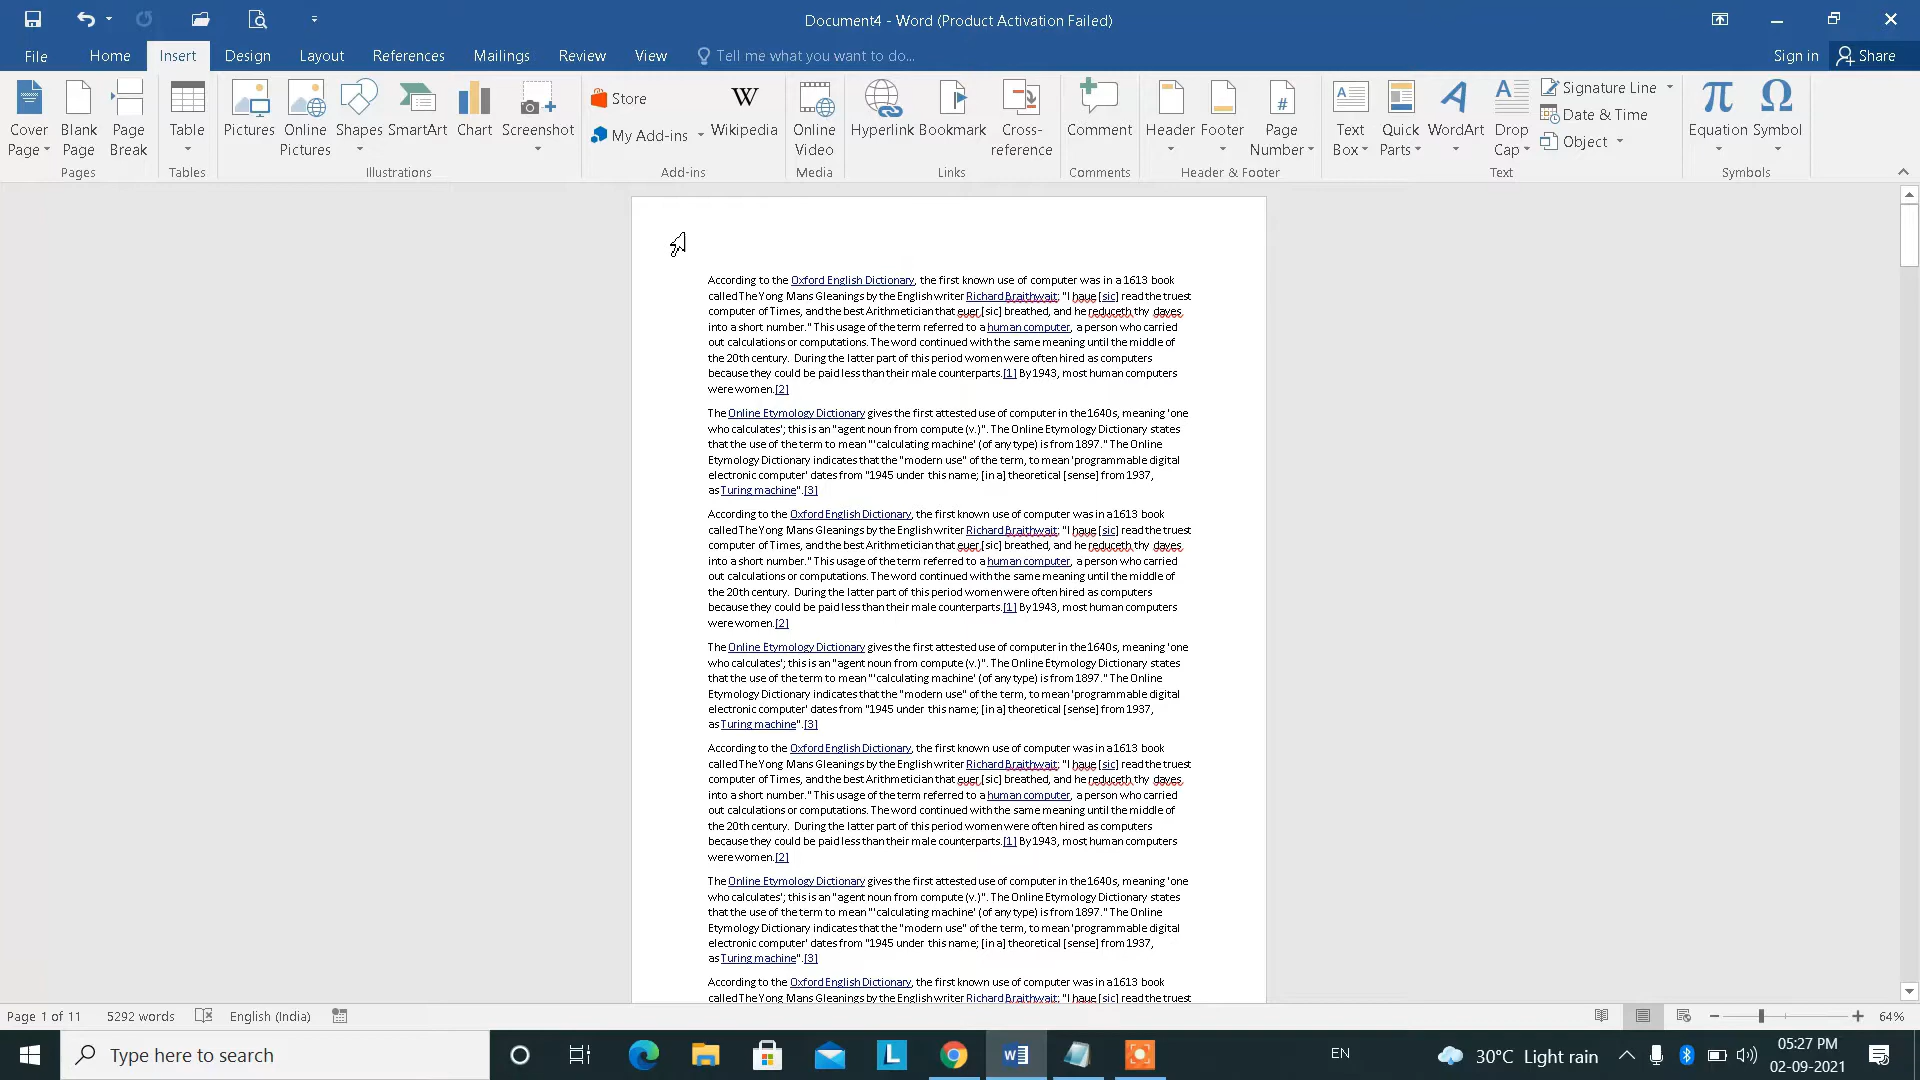 Document4 - Word (Product Activation Failed)
File Home Insert Design Layout References Mailings Review View Tell me what you want to do... Sign in Share
Cover Page
Blank Page
Page Break
Table
Pictures
Online Pictures
Shapes
SmartArt
Chart
Screenshot
Store
My Add-ins
Wikipedia
Online Video
Hyperlink
Bookmark
Cross-reference
Comment
Header
Footer
Page Number
Text Box
Quick Parts
WordArt
Drop Cap
Signature Line
Date & Time
Object
Equation
Symbol
Pages Tables Illustrations Add-ins Media Links Comments Header & Footer Text Symbols
According to the Oxford English Dictionary, the first known use of computer was in a 1613 book
called The Yong Mans Gleanings by the English writer Richard Braithwait: "I haue [sic] read the truest
computer of Times, and the best Arithmetician that euer [sic] breathed, and he reduceth thy dayes
into a short number." This usage of the term referred to a human computer, a person who carried
out calculations or computations. The word continued with the same meaning until the middle of
the 20th century. During the latter part of this period women were often hired as computers
because they could be paid less than their male counterparts.[1] By 1943, most human computers
were women.[2]
The Online Etymology Dictionary gives the first attested use of computer in the 1640s, meaning 'one
who calculates'; this is an "agent noun from compute (v.)". The Online Etymology Dictionary states
that the use of the term to mean "'calculating machine' (of any type) is from 1897." The Online
Etymology Dictionary indicates that the "modern use" of the term, to mean 'programmable digital
electronic computer' dates from "1945 under this name; [in a] theoretical [sense] from 1937,
as Turing machine".[3]
According to the Oxford English Dictionary, the first known use of computer was in a 1613 book
called The Yong Mans Gleanings by the English writer Richard Braithwait: "I haue [sic] read the truest
computer of Times, and the best Arithmetician that euer [sic] breathed, and he reduceth thy dayes
into a short number." This usage of the term referred to a human computer, a person who carried
out calculations or computations. The word continued with the same meaning until the middle of
the 20th century. During the latter part of this period women were often hired as computers
because they could be paid less than their male counterparts.[1] By 1943, most human computers
were women.[2]
The Online Etymology Dictionary gives the first attested use of computer in the 1640s, meaning 'one
who calculates'; this is an "agent noun from compute (v.)". The Online Etymology Dictionary states
that the use of the term to mean "'calculating machine' (of any type) is from 1897." The Online
Etymology Dictionary indicates that the "modern use" of the term, to mean 'programmable digital
electronic computer' dates from "1945 under this name; [in a] theoretical [sense] from 1937,
as Turing machine".[3]
According to the Oxford English Dictionary, the first known use of computer was in a 1613 book
called The Yong Mans Gleanings by the English writer Richard Braithwait: "I haue [sic] read the truest
computer of Times, and the best Arithmetician that euer [sic] breathed, and he reduceth thy dayes
into a short number." This usage of the term referred to a human computer, a person who carried
out calculations or computations. The word continued with the same meaning until the middle of
the 20th century. During the latter part of this period women were often hired as computers
because they could be paid less than their male counterparts.[1] By 1943, most human computers
were women.[2]
The Online Etymology Dictionary gives the first attested use of computer in the 1640s, meaning 'one
who calculates'; this is an "agent noun from compute (v.)". The Online Etymology Dictionary states
that the use of the term to mean "'calculating machine' (of any type) is from 1897." The Online
Etymology Dictionary indicates that the "modern use" of the term, to mean 'programmable digital
electronic computer' dates from "1945 under this name; [in a] theoretical [sense] from 1937,
as Turing machine".[3]
According to the Oxford English Dictionary, the first known use of computer was in a 1613 book
called The Yong Mans Gleanings by the English writer Richard Braithwait: "I haue [sic] read the truest
Page 1 of 11 5292 words English (India) 64%
Type here to search EN 30°C Light rain 05:27 PM
02-09-2021